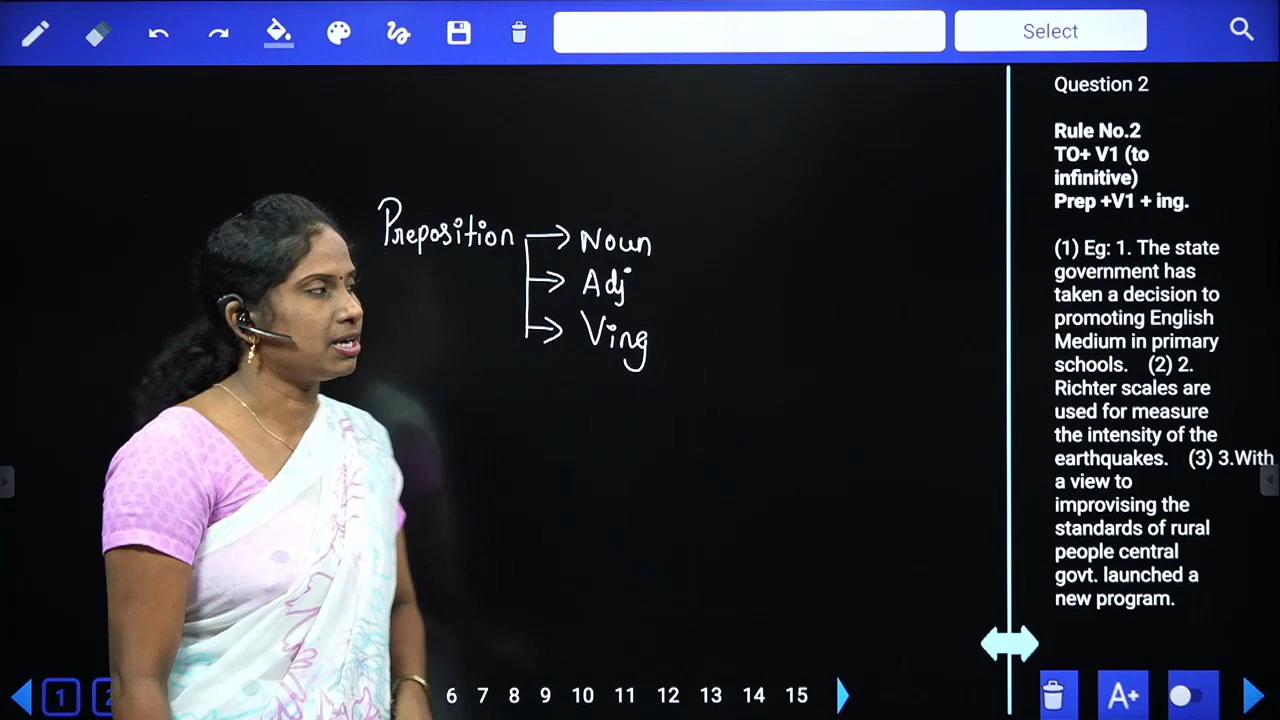 Select
Question 2
Rule No.2
TO+ V1 (to
infinitive)
Prep +V1 + ing.
(1) Eg: 1. The state
government has
taken a decision to
promoting English
Medium in primary
schools. (2) 2.
Richter scales are
used for measure
the intensity of the
earthquakes. (3) 3.With
a view to
improvising the
standards of rural
people central
govt. launched a
new program.
Preposition → Noun
→ Adj
→ Ving
1 2 6 7 8 9 10 11 12 13 14 15
A+